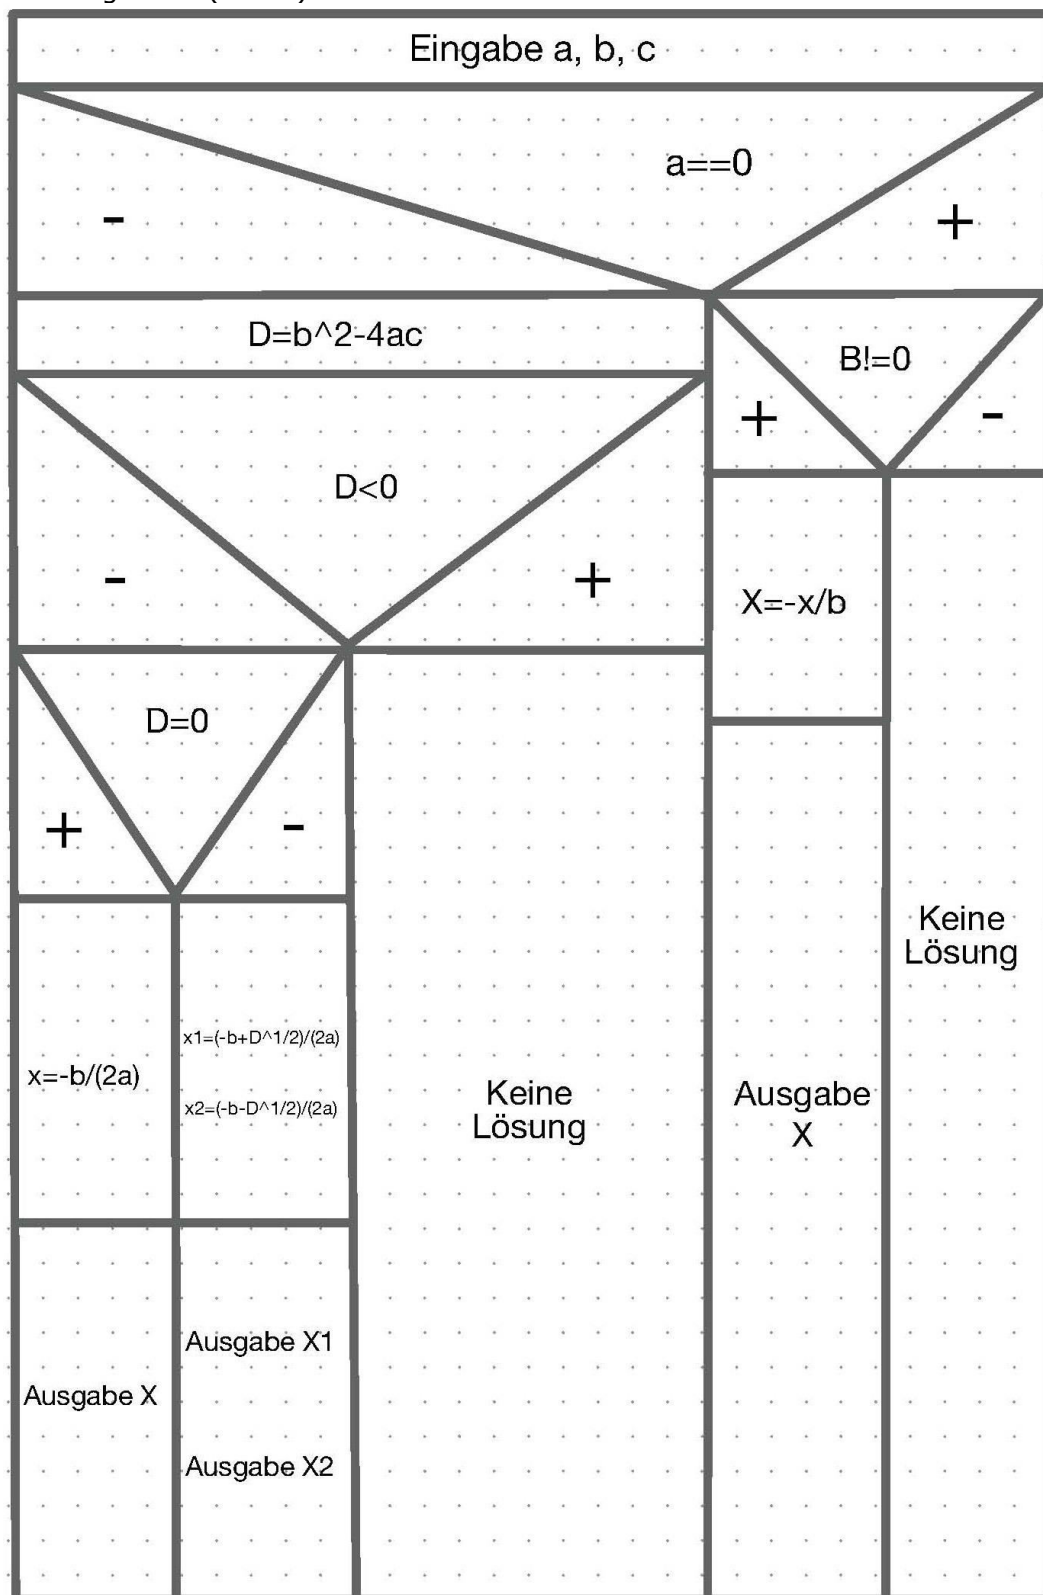 Eingabe a, b, c
a==0
-
+
D=b^2-4ac
B!=0
+
-
D<0
-
+
X=-x/b
D=0
+
-
Keine
Lösung
x=-b/(2a)
x1=(-b+D^1/2)/(2a)
x2=(-b-D^1/2)/(2a)
Keine
Lösung
Ausgabe
X
Ausgabe X
Ausgabe X1
Ausgabe X2